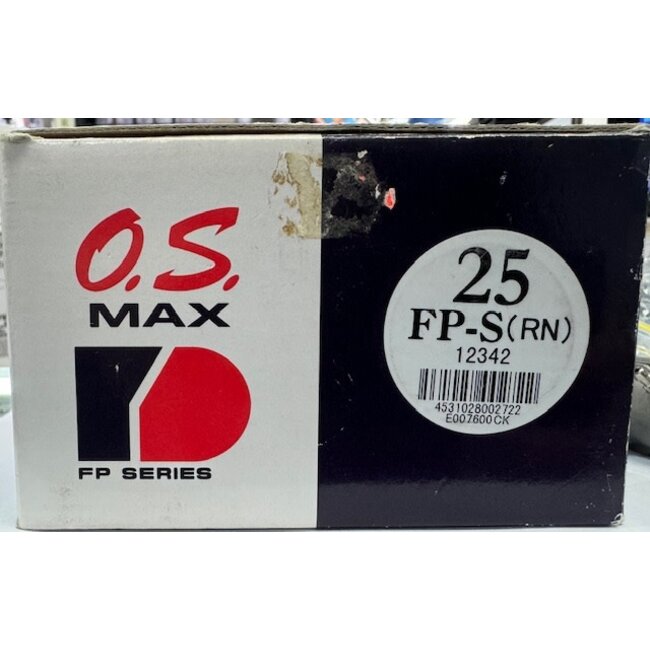 O.S.
MAX
FP SERIES
25
FP-S(RN)
12342
4531028002722
E007600CK